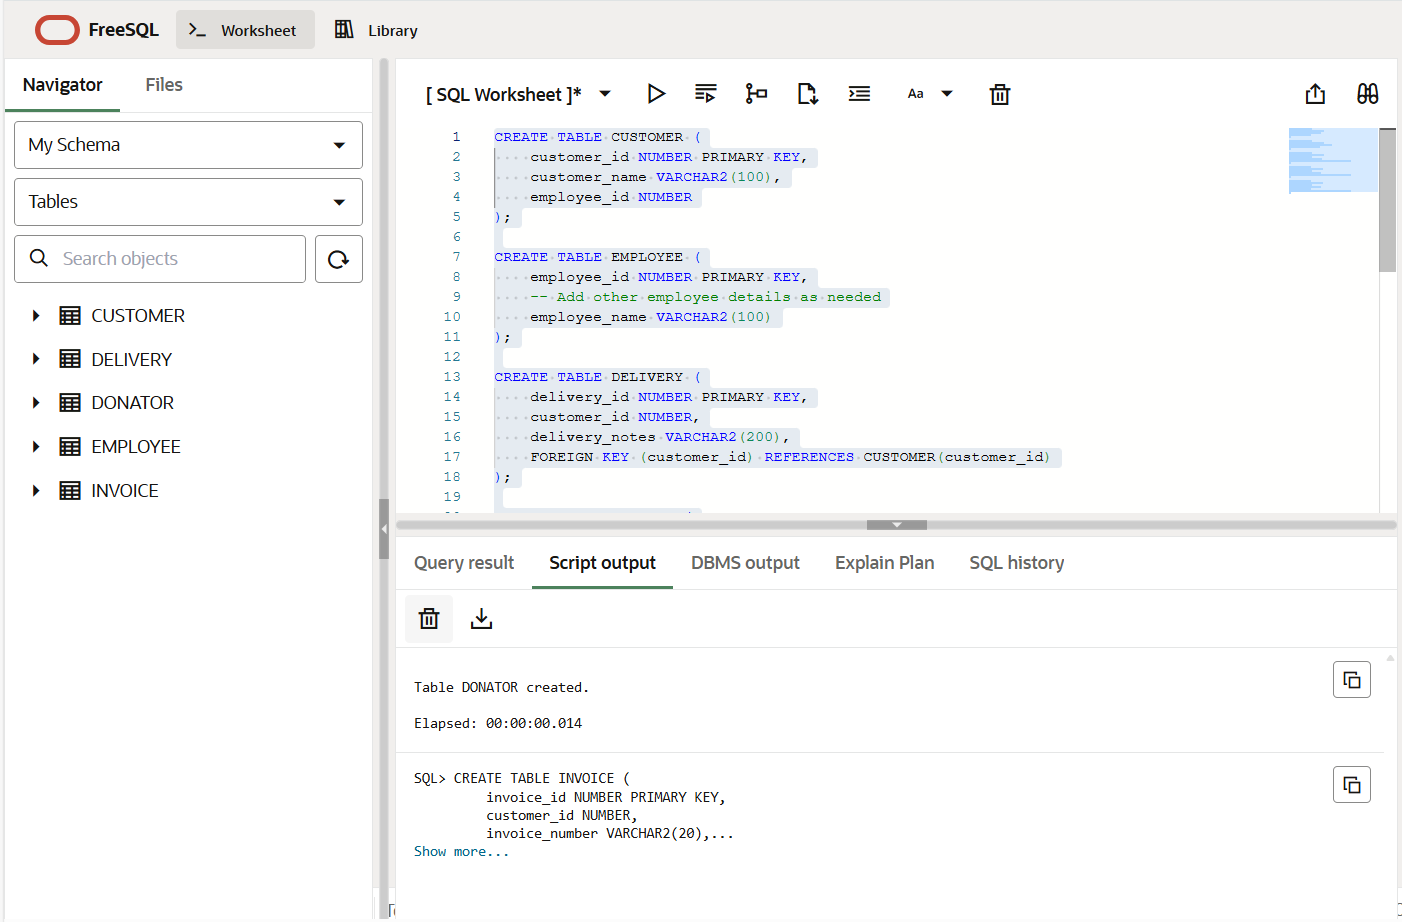 FreeSQL
Worksheet
Library
Navigator
Files
My Schema
Tables
Search objects
CUSTOMER
DELIVERY
DONATOR
EMPLOYEE
INVOICE
[ SQL Worksheet ]*
Aa
1 CREATE TABLE CUSTOMER (
2 customer_id NUMBER PRIMARY KEY,
3 customer_name VARCHAR2(100),
4 employee_id NUMBER
5 );
6
7 CREATE TABLE EMPLOYEE (
8 employee_id NUMBER PRIMARY KEY,
9 -- Add other employee details as needed
10 employee_name VARCHAR2(100)
11 );
12
13 CREATE TABLE DELIVERY (
14 delivery_id NUMBER PRIMARY KEY,
15 customer_id NUMBER,
16 delivery_notes VARCHAR2(200),
17 FOREIGN KEY (customer_id) REFERENCES CUSTOMER(customer_id)
18 );
19
Query result
Script output
DBMS output
Explain Plan
SQL history
Table DONATOR created.
Elapsed: 00:00:00.014
SQL> CREATE TABLE INVOICE (
invoice_id NUMBER PRIMARY KEY,
customer_id NUMBER,
invoice_number VARCHAR2(20),...
Show more...